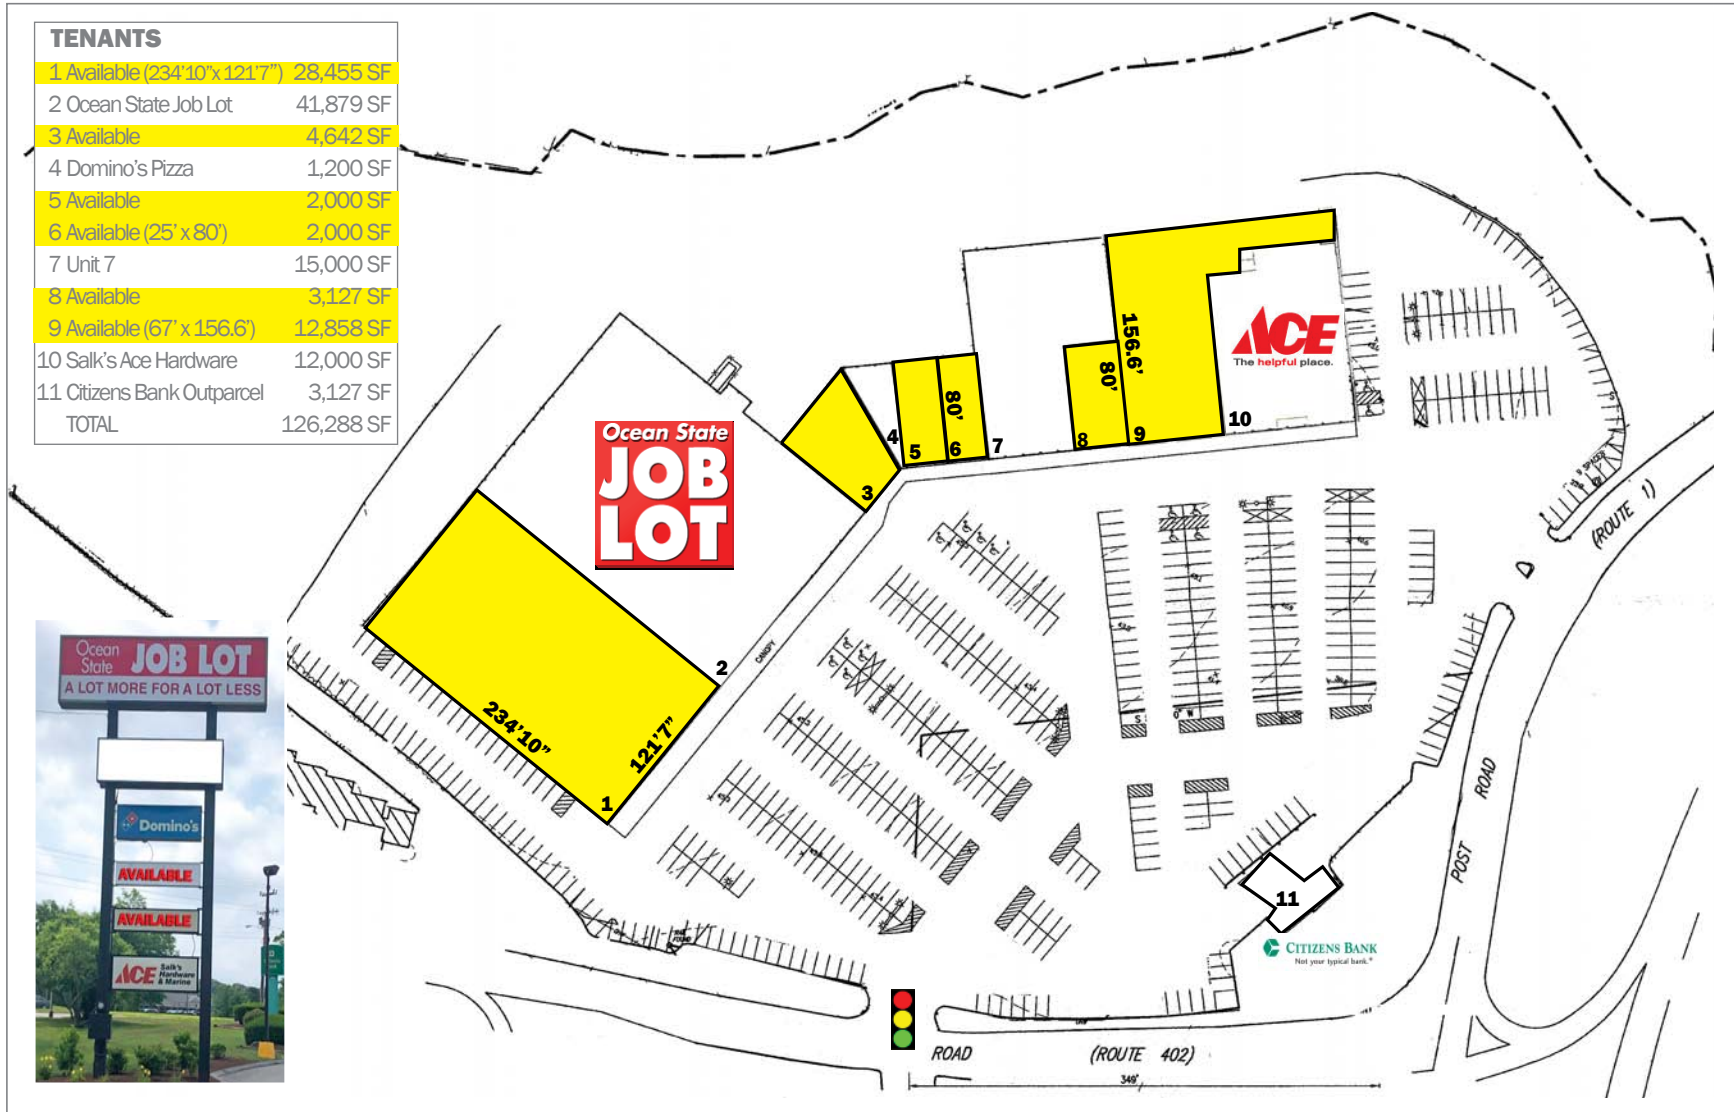 TENANTS
1 Available (234'10"x 121'7") 28,455 SF
2 Ocean State Job Lot 41,879 SF
3 Available 4,642 SF
4 Domino's Pizza 1,200 SF
5 Available 2,000 SF
6 Available (25' x 80') 2,000 SF
7 Unit 7 15,000 SF
8 Available 3,127 SF
9 Available (67' x 156.6') 12,858 SF
10 Salk's Ace Hardware 12,000 SF
11 Citizens Bank Outparcel 3,127 SF
TOTAL 126,288 SF
ACE
The helpful place.
156.6'
80'
80'
4
5
6
7
8
9
10
3
Ocean State
JOB
LOT
2
CANOPY
234'10"
121'7"
1
9 SPACES
(ROUTE 1)
POST ROAD
11
CITIZENS BANK
Not your typical bank.®
ROAD (ROUTE 402)
349'
Ocean
State JOB LOT
A LOT MORE FOR A LOT LESS
Domino's
AVAILABLE
AVAILABLE
ACE Salk's
Hardware
& Marine